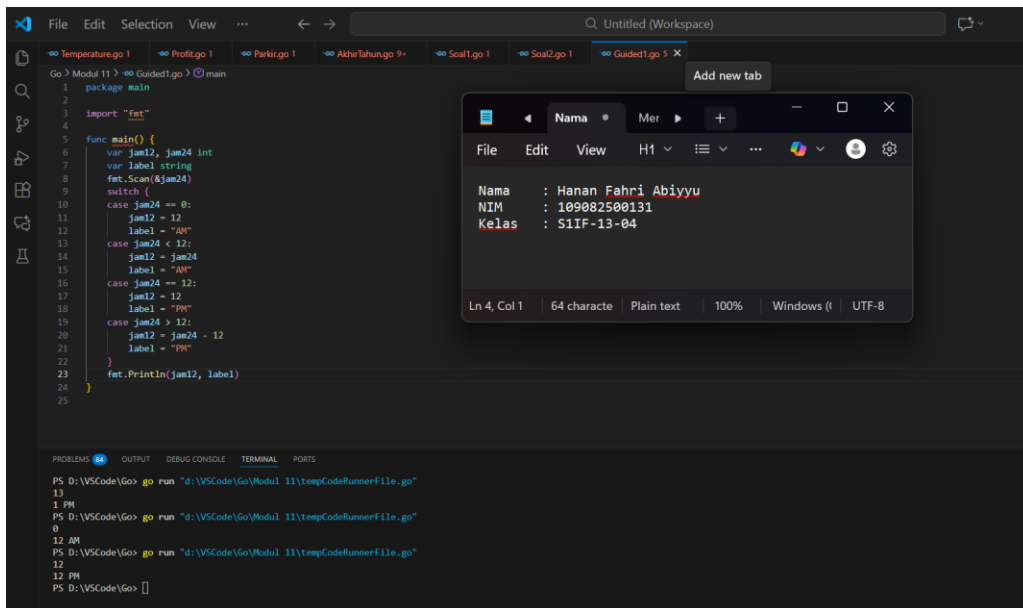 File Edit Selection View ... ← → Untitled (Workspace)
Temperature.go 1 Profit.go 1 Parkir.go 1 AkhirTahun.go 9+ Soal1.go 1 Soal2.go 1 Guided1.go 5 X
Go > Modul 11 > Guided1.go > main
Add new tab
1 package main
2
3 import "fmt"
4
5 func main() {
6 var jam12, jam24 int
7 var label string
8 fmt.Scan(&jam24)
9 switch {
10 case jam24 == 0:
11 jam12 = 12
12 label = "AM"
13 case jam24 < 12:
14 jam12 = jam24
15 label = "AM"
16 case jam24 == 12:
17 jam12 = 12
18 label = "PM"
19 case jam24 > 12:
20 jam12 = jam24 - 12
21 label = "PM"
22 }
23 fmt.Println(jam12, label)
24 }
25
Nama Mer +
File Edit View H1 ...
Nama : Hanan Fahri Abiyyu
NIM : 109082500131
Kelas : S1IF-13-04
Ln 4, Col 1 64 characte Plain text 100% Windows (( UTF-8
PROBLEMS 84 OUTPUT DEBUG CONSOLE TERMINAL PORTS
PS D:\VSCode\Go> go run "d:\VSCode\Go\Modul 11\tempCodeRunnerFile.go"
13
1 PM
PS D:\VSCode\Go> go run "d:\VSCode\Go\Modul 11\tempCodeRunnerFile.go"
0
12 AM
PS D:\VSCode\Go> go run "d:\VSCode\Go\Modul 11\tempCodeRunnerFile.go"
12
12 PM
PS D:\VSCode\Go>